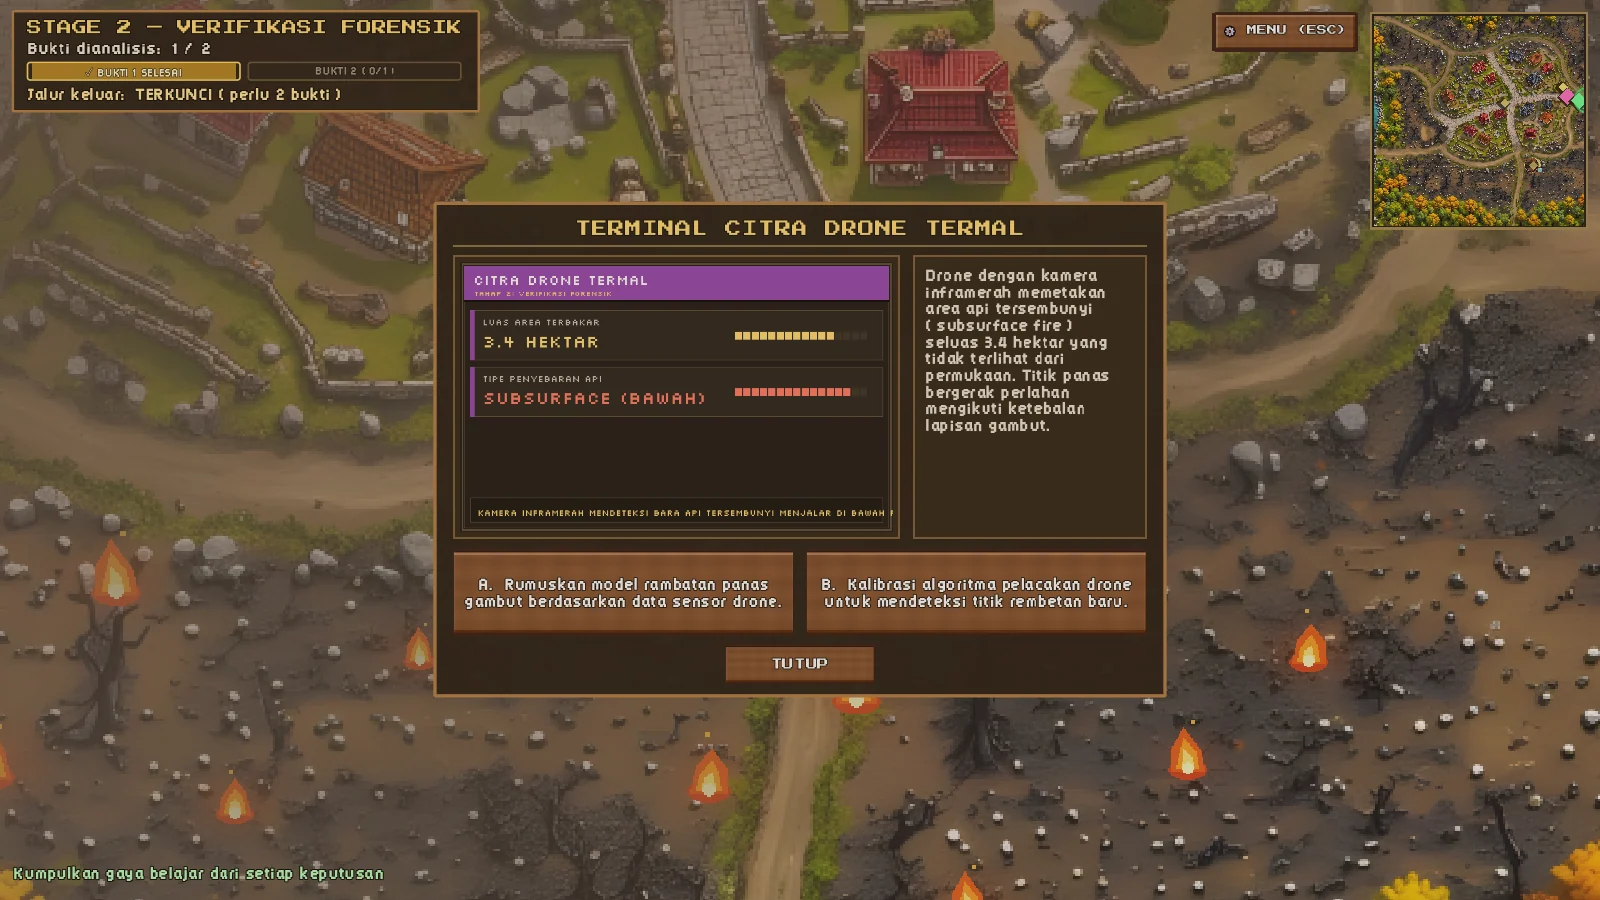 STAGE 2 — VERIFIKASI FORENSIK
Bukti dianalisis: 1 / 2
✓ BUKTI 1 SELESAI
BUKTI 2 ( 0/1 )
Jalur keluar: TERKUNCI ( perlu 2 bukti )
MENU (ESC)
TERMINAL CITRA DRONE TERMAL
CITRA DRONE TERMAL
TAHAP 2: VERIFIKASI FORENSIK
LUAS AREA TERBAKAR
3.4 HEKTAR
TIPE PENYEBARAN API
SUBSURFACE (BAWAH)
KAMERA INFRAMERAH MENDETEKSI BARA API TERSEMBUNYI MENJALAR DI BAWAH
Drone dengan kamera
inframerah memetakan
area api tersembunyi
( subsurface fire )
seluas 3.4 hektar yang
tidak terlihat dari
permukaan. Titik panas
bergerak perlahan
mengikuti ketebalan
lapisan gambut.
A. Rumuskan model rambatan panas
gambut berdasarkan data sensor drone.
B. Kalibrasi algoritma pelacakan drone
untuk mendeteksi titik rembetan baru.
TUTUP
Kumpulkan gaya belajar dari setiap keputusan